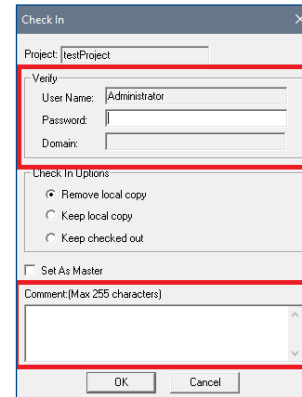 Check In
Project: testProject
Verify
User Name: Administrator
Password:
Domain:
Check In Options
Remove local copy
Keep local copy
Keep checked out
Set As Master
Comment:(Max 255 characters)
OK Cancel